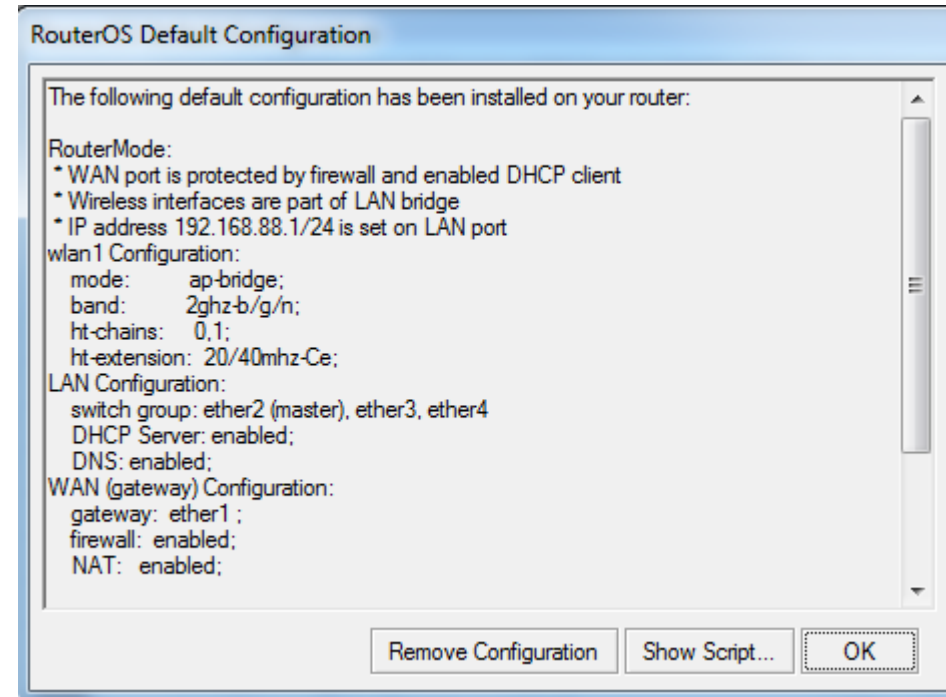 RouterOS Default Configuration
The following default configuration has been installed on your router:
RouterMode:
* WAN port is protected by firewall and enabled DHCP client
* Wireless interfaces are part of LAN bridge
* IP address 192.168.88.1/24 is set on LAN port
wlan1 Configuration:
mode: ap-bridge;
band: 2ghz-b/g/n;
ht-chains: 0,1;
ht-extension: 20/40mhz-Ce;
LAN Configuration:
switch group: ether2 (master), ether3, ether4
DHCP Server: enabled;
DNS: enabled;
WAN (gateway) Configuration:
gateway: ether1 ;
firewall: enabled;
NAT: enabled;
Remove Configuration Show Script... OK